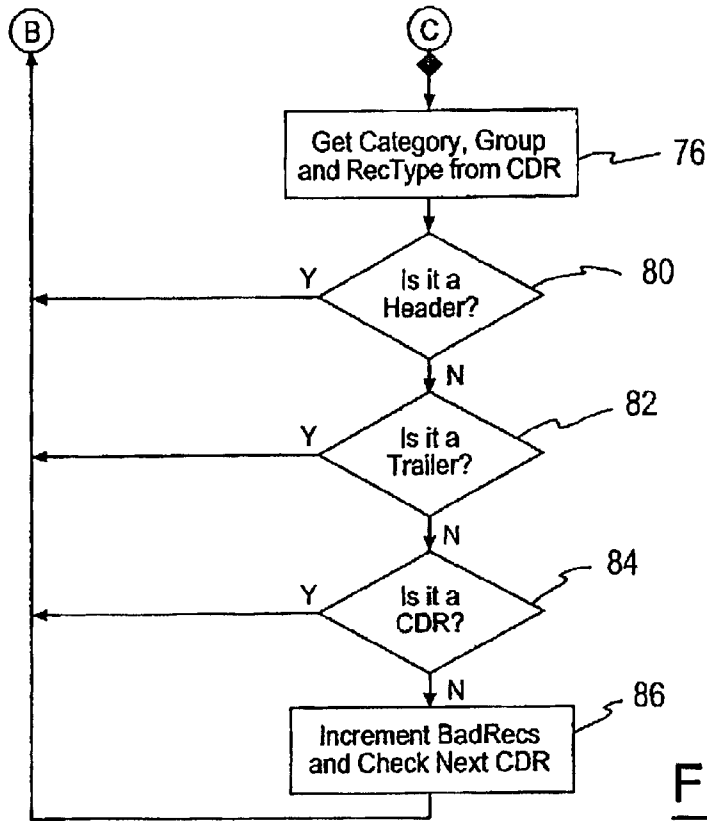 B
C
Get Category, Group
and RecType from CDR
76
Y
Is it a
Header?
80
N
Y
Is it a
Trailer?
82
N
Y
Is it a
CDR?
84
N
Increment BadRecs
and Check Next CDR
86
F